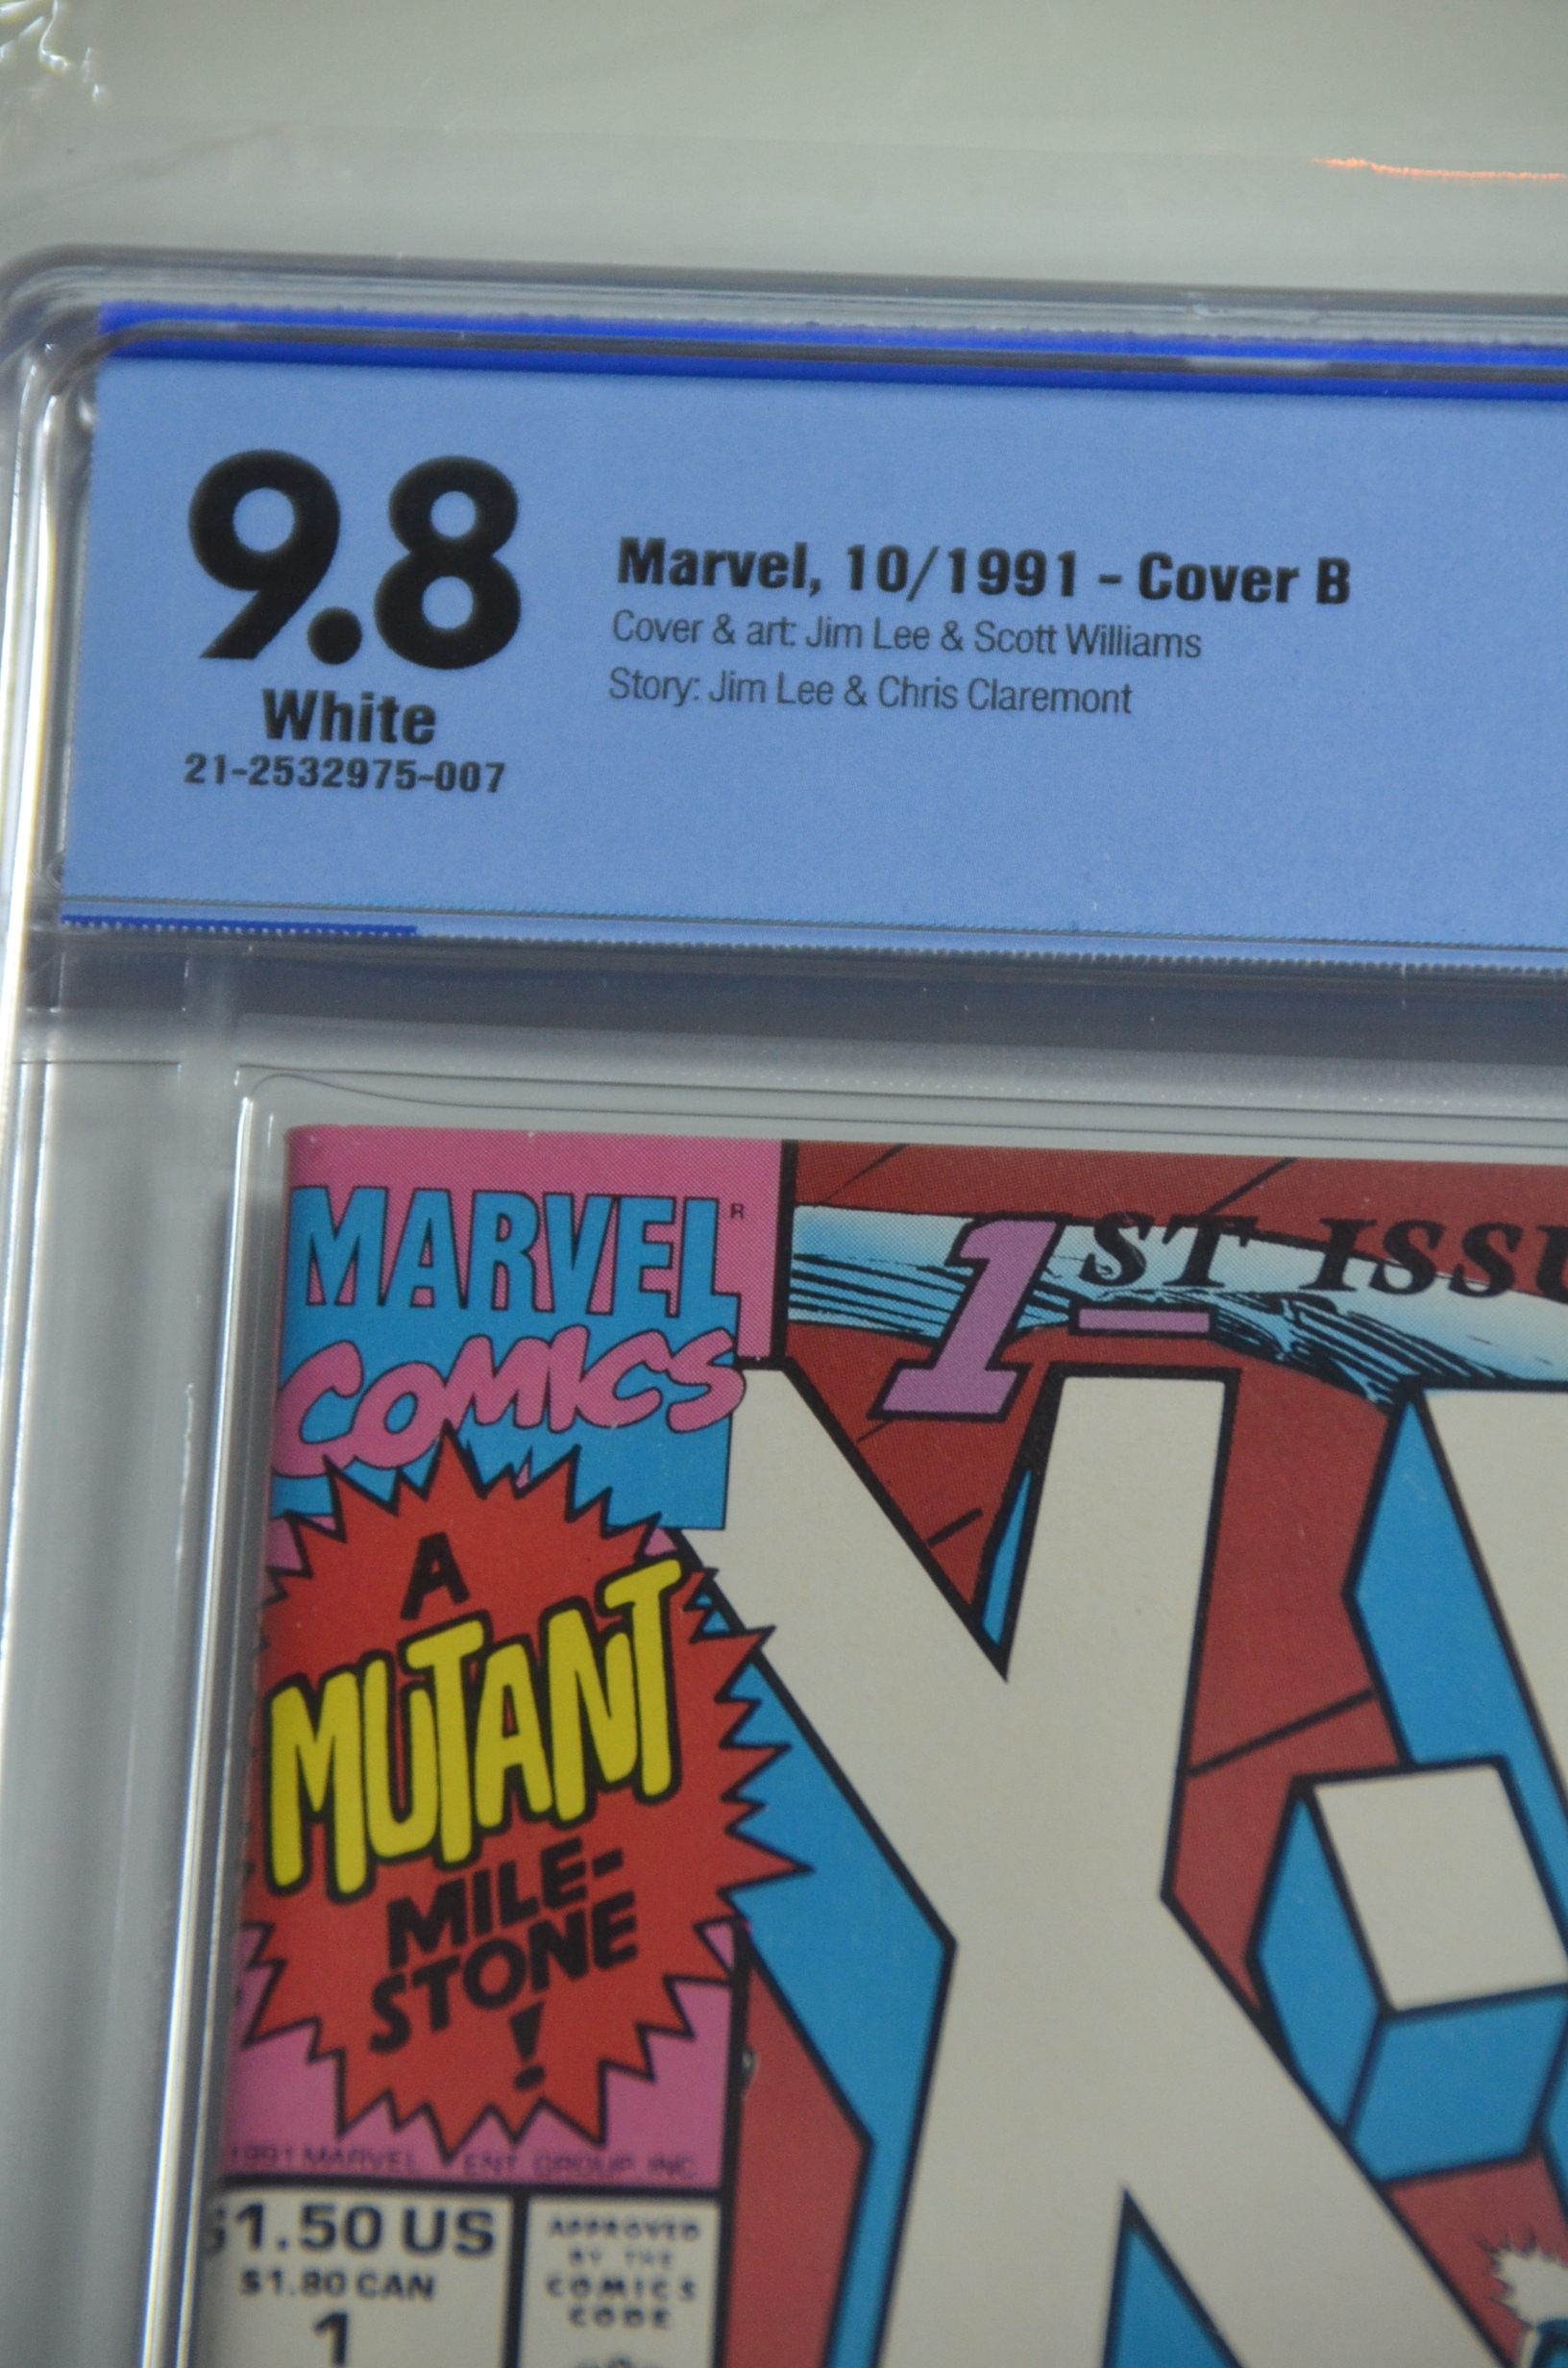 9.8
White
21-2532975-007
Marvel, 10/1991 - Cover B
Cover & art: Jim Lee & Scott Williams
Story: Jim Lee & Chris Claremont
MARVEL®
COMICS
1ST ISSU
X-
A
MUTANT
MILE-
STONE
!
1991 MARVEL ENT. GROUP, INC.
$1.50 US
$1.80 CAN
1
APPROVED
BY THE
COMICS
CODE